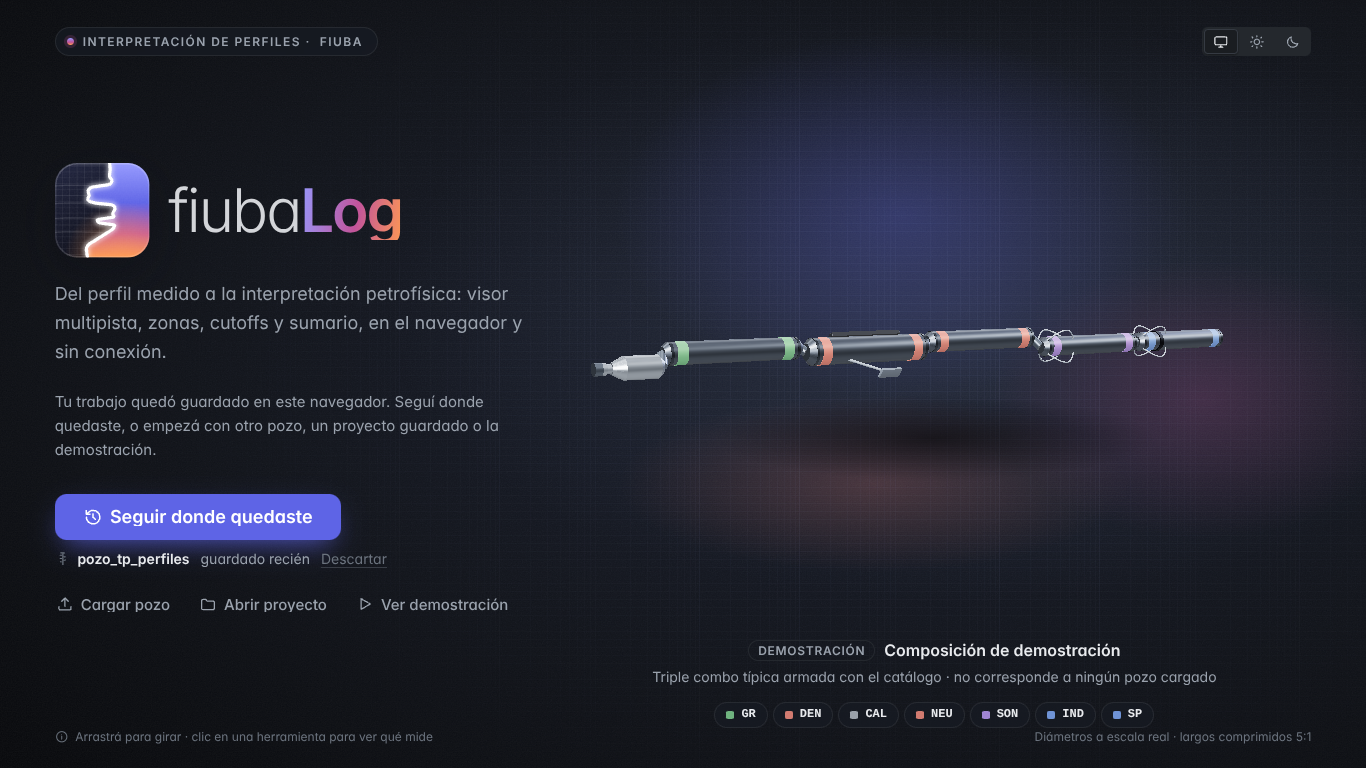 INTERPRETACIÓN DE PERFILES · FIUBA
fiubaLog
Del perfil medido a la interpretación petrofísica: visor
multipista, zonas, cutoffs y sumario, en el navegador y
sin conexión.
Tu trabajo quedó guardado en este navegador. Seguí donde
quedaste, o empezá con otro pozo, un proyecto guardado o la
demostración.
Seguir donde quedaste
pozo_tp_perfiles guardado recién Descartar
Cargar pozo Abrir proyecto Ver demostración
DEMOSTRACIÓN Composición de demostración
Triple combo típica armada con el catálogo · no corresponde a ningún pozo cargado
GR DEN CAL NEU SON IND SP
Arrastrá para girar · clic en una herramienta para ver qué mide
Diámetros a escala real · largos comprimidos 5:1